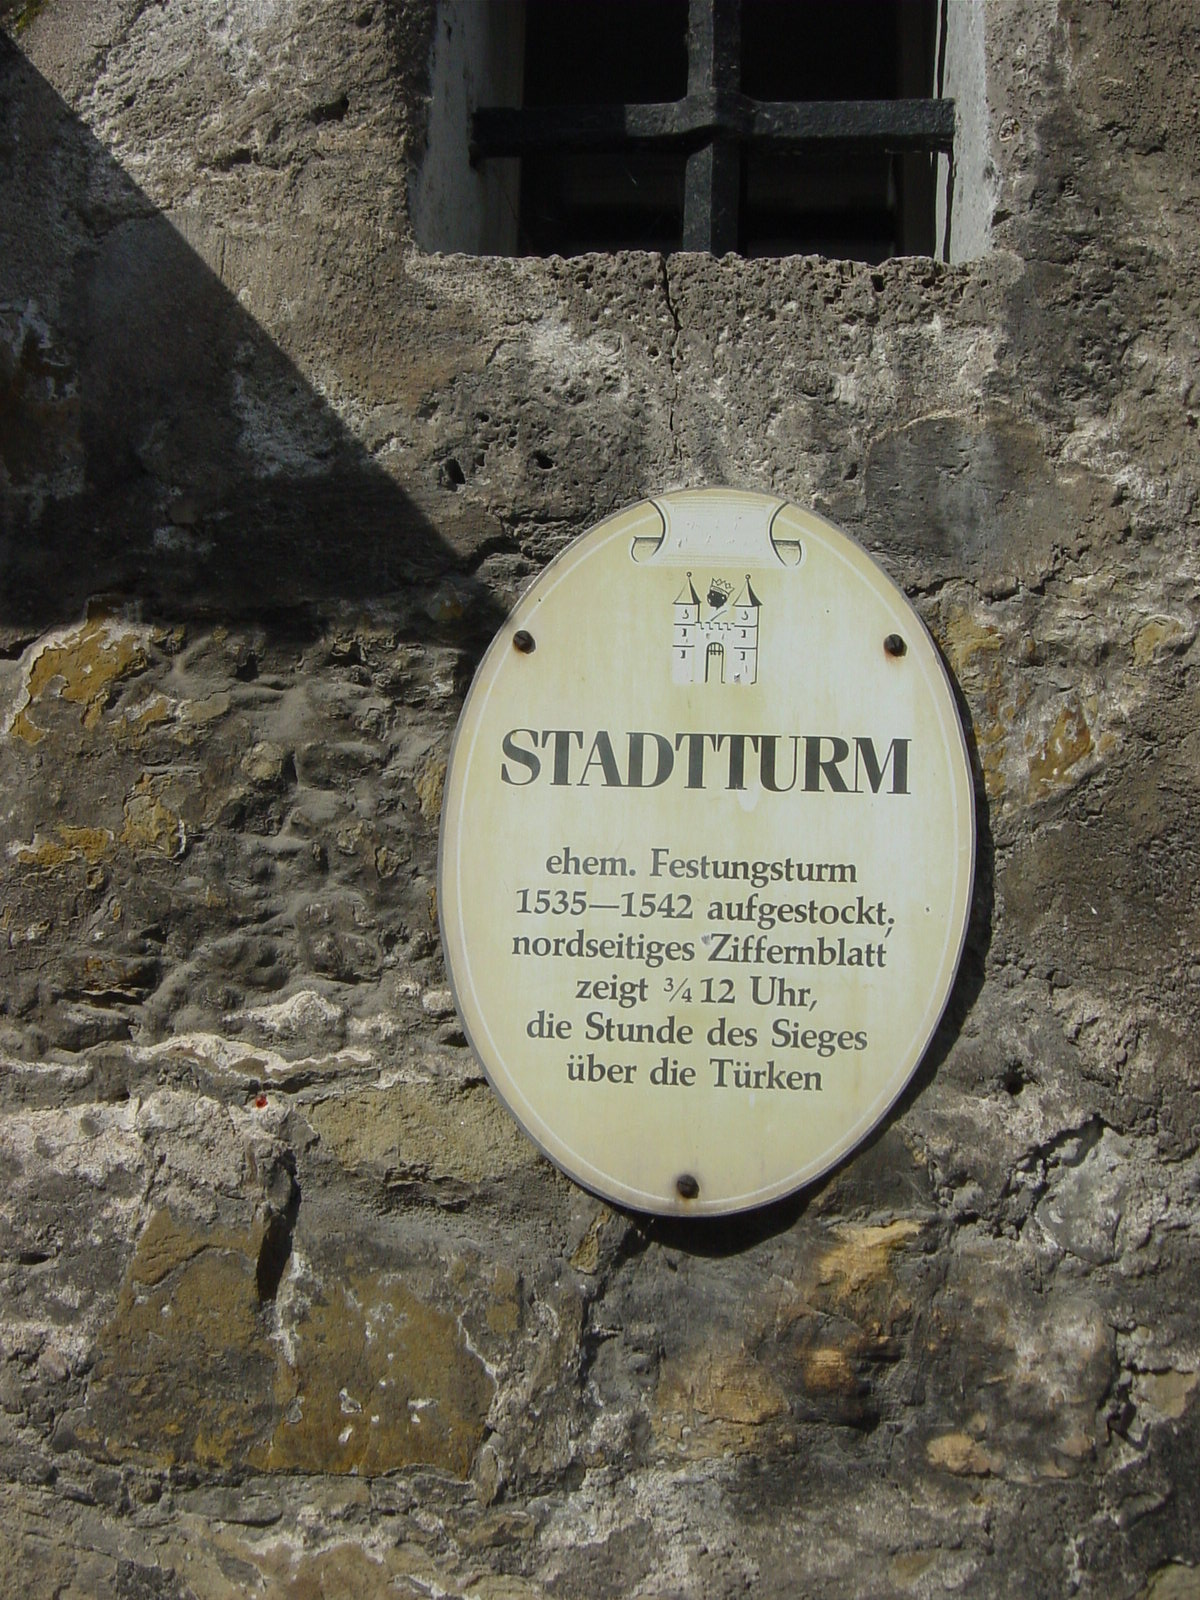 STADTTURM
ehem. Festungsturm
1535—1542 aufgestockt;
nordseitiges Ziffernblatt
zeigt ¾ 12 Uhr,
die Stunde des Sieges
über die Türken